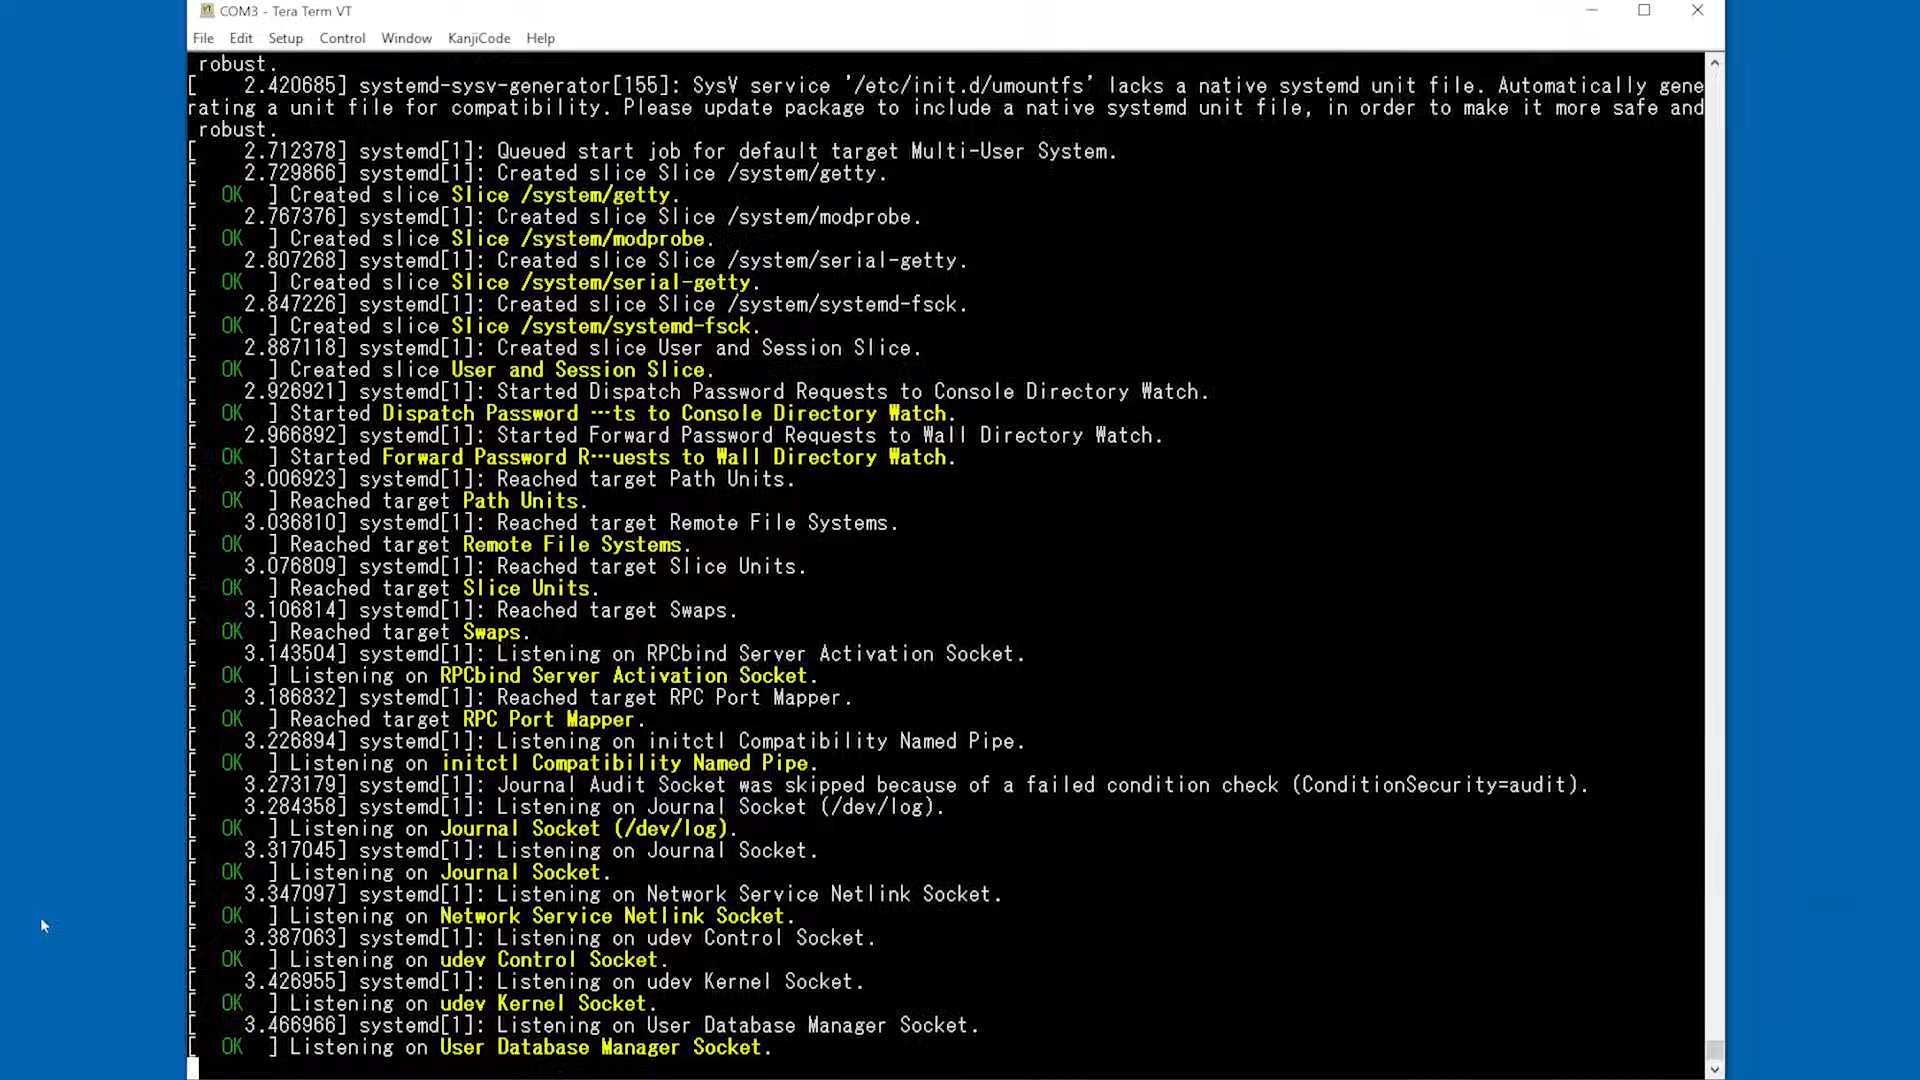 COM3 - Tera Term VT
File Edit Setup Control Window KanjiCode Help
robust.
[    2.420685] systemd-sysv-generator[155]: SysV service '/etc/init.d/umountfs' lacks a native systemd unit file. Automatically gene
rating a unit file for compatibility. Please update package to include a native systemd unit file, in order to make it more safe and
robust.
[    2.712378] systemd[1]: Queued start job for default target Multi-User System.
[    2.729866] systemd[1]: Created slice Slice /system/getty.
[  OK  ] Created slice Slice /system/getty.
[    2.767376] systemd[1]: Created slice Slice /system/modprobe.
[  OK  ] Created slice Slice /system/modprobe.
[    2.807268] systemd[1]: Created slice Slice /system/serial-getty.
[  OK  ] Created slice Slice /system/serial-getty.
[    2.847226] systemd[1]: Created slice Slice /system/systemd-fsck.
[  OK  ] Created slice Slice /system/systemd-fsck.
[    2.887118] systemd[1]: Created slice User and Session Slice.
[  OK  ] Created slice User and Session Slice.
[    2.926921] systemd[1]: Started Dispatch Password Requests to Console Directory Watch.
[  OK  ] Started Dispatch Password …ts to Console Directory Watch.
[    2.966892] systemd[1]: Started Forward Password Requests to Wall Directory Watch.
[  OK  ] Started Forward Password R…uests to Wall Directory Watch.
[    3.006923] systemd[1]: Reached target Path Units.
[  OK  ] Reached target Path Units.
[    3.036810] systemd[1]: Reached target Remote File Systems.
[  OK  ] Reached target Remote File Systems.
[    3.076809] systemd[1]: Reached target Slice Units.
[  OK  ] Reached target Slice Units.
[    3.106814] systemd[1]: Reached target Swaps.
[  OK  ] Reached target Swaps.
[    3.143504] systemd[1]: Listening on RPCbind Server Activation Socket.
[  OK  ] Listening on RPCbind Server Activation Socket.
[    3.186832] systemd[1]: Reached target RPC Port Mapper.
[  OK  ] Reached target RPC Port Mapper.
[    3.226894] systemd[1]: Listening on initctl Compatibility Named Pipe.
[  OK  ] Listening on initctl Compatibility Named Pipe.
[    3.273179] systemd[1]: Journal Audit Socket was skipped because of a failed condition check (ConditionSecurity=audit).
[    3.284358] systemd[1]: Listening on Journal Socket (/dev/log).
[  OK  ] Listening on Journal Socket (/dev/log).
[    3.317045] systemd[1]: Listening on Journal Socket.
[  OK  ] Listening on Journal Socket.
[    3.347097] systemd[1]: Listening on Network Service Netlink Socket.
[  OK  ] Listening on Network Service Netlink Socket.
[    3.387063] systemd[1]: Listening on udev Control Socket.
[  OK  ] Listening on udev Control Socket.
[    3.426955] systemd[1]: Listening on udev Kernel Socket.
[  OK  ] Listening on udev Kernel Socket.
[    3.466966] systemd[1]: Listening on User Database Manager Socket.
[  OK  ] Listening on User Database Manager Socket.